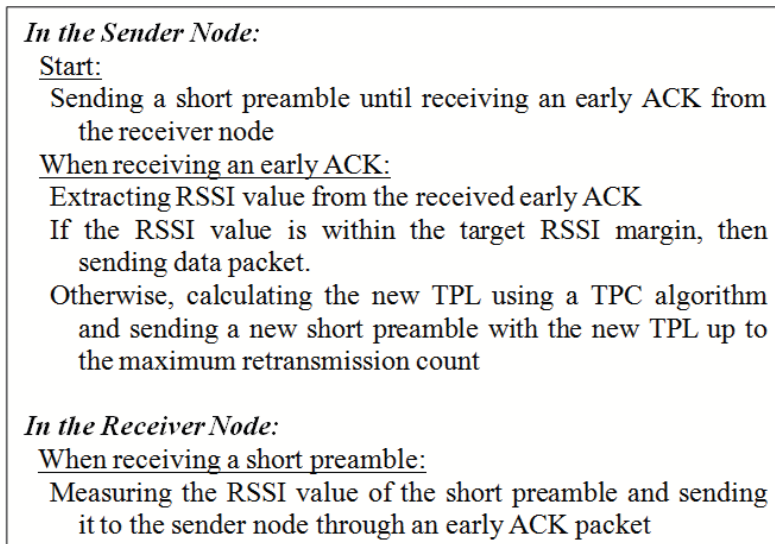 In the Sender Node:
Start:
Sending a short preamble until receiving an early ACK from
the receiver node
When receiving an early ACK:
Extracting RSSI value from the received early ACK
If the RSSI value is within the target RSSI margin, then
sending data packet.
Otherwise, calculating the new TPL using a TPC algorithm
and sending a new short preamble with the new TPL up to
the maximum retransmission count
In the Receiver Node:
When receiving a short preamble:
Measuring the RSSI value of the short preamble and sending
it to the sender node through an early ACK packet